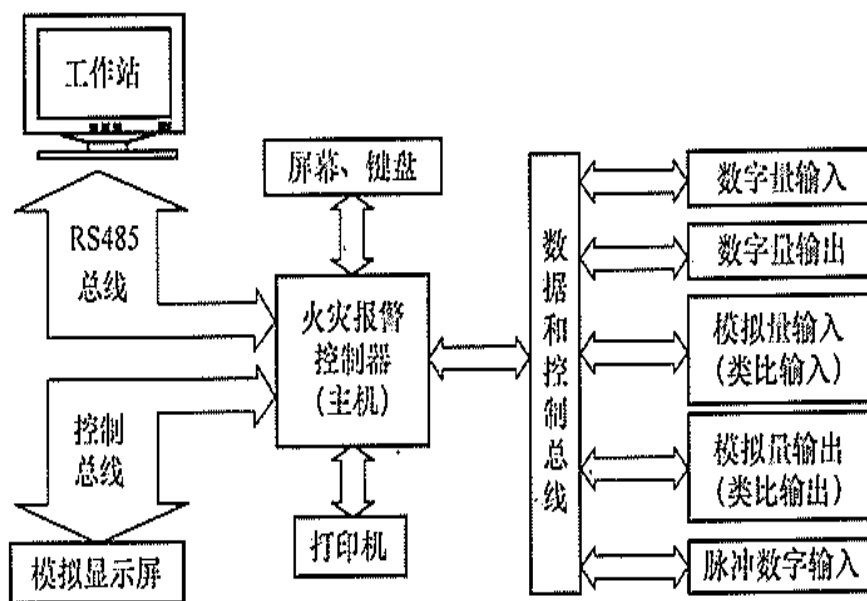 工作站
RS485
总线
控制
总线
模拟显示屏
屏幕、键盘
火灾报警
控制器
(主机)
打印机
数据和控制总线
数字量输入
数字量输出
模拟量输入
(类比输入)
模拟量输出
(类比输出)
脉冲数字输入